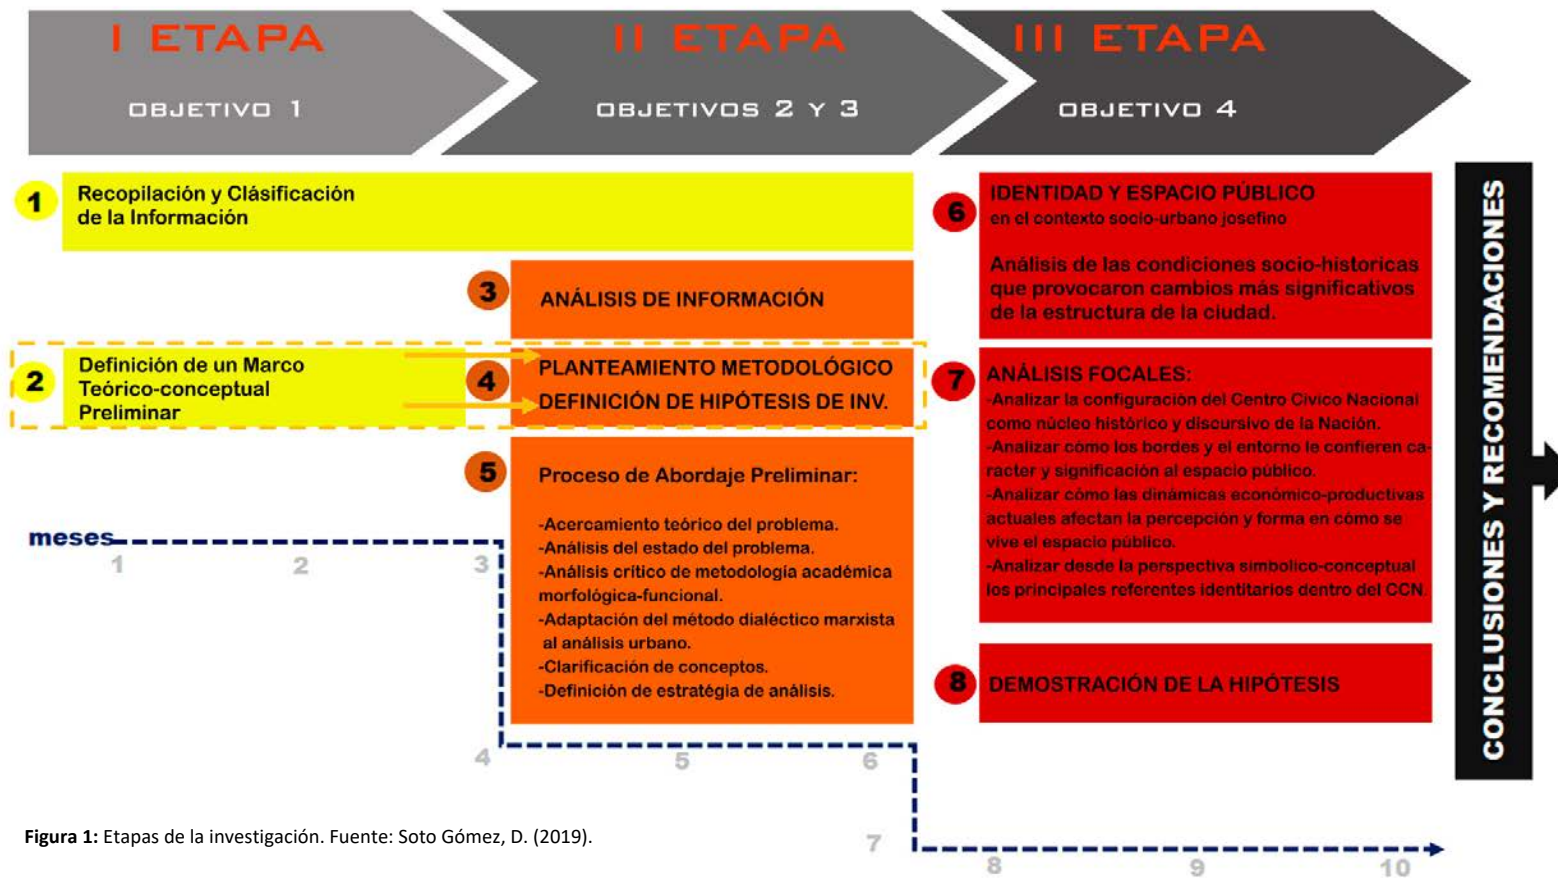 I ETAPA
OBJETIVO 1
II ETAPA
OBJETIVOS 2 Y 3
III ETAPA
OBJETIVO 4
1
Recopilación y Clásificación
de la Información
2
Definición de un Marco
Teórico-conceptual
Preliminar
3
ANÁLISIS DE INFORMACIÓN
4
PLANTEAMIENTO METODOLÓGICO
DEFINICIÓN DE HIPÓTESIS DE INV.
5
Proceso de Abordaje Preliminar:
-Acercamiento teórico del problema.
-Análisis del estado del problema.
-Análisis crítico de metodología académica
morfológica-funcional.
-Adaptación del método dialéctico marxista
al análisis urbano.
-Clarificación de conceptos.
-Definición de estratégia de análisis.
6
IDENTIDAD Y ESPACIO PÚBLICO
en el contexto socio-urbano josefino
Análisis de las condiciones socio-historicas
que provocaron cambios más significativos
de la estructura de la ciudad.
7
ANÁLISIS FOCALES:
-Analizar la configuración del Centro Cívico Nacional
como núcleo histórico y discursivo de la Nación.
-Analizar cómo los bordes y el entorno le confieren ca-
racter y significación al espacio público.
-Analizar cómo las dinámicas económico-productivas
actuales afectan la percepción y forma en cómo se
vive el espacio público.
-Analizar desde la perspectiva simbolico-conceptual
los principales referentes identitarios dentro del CCN.
8
DEMOSTRACIÓN DE LA HIPÓTESIS
CONCLUSIONES Y RECOMENDACIONES
meses
1
2
3
4
5
6
7
8
9
10
Figura 1: Etapas de la investigación. Fuente: Soto Gómez, D. (2019).